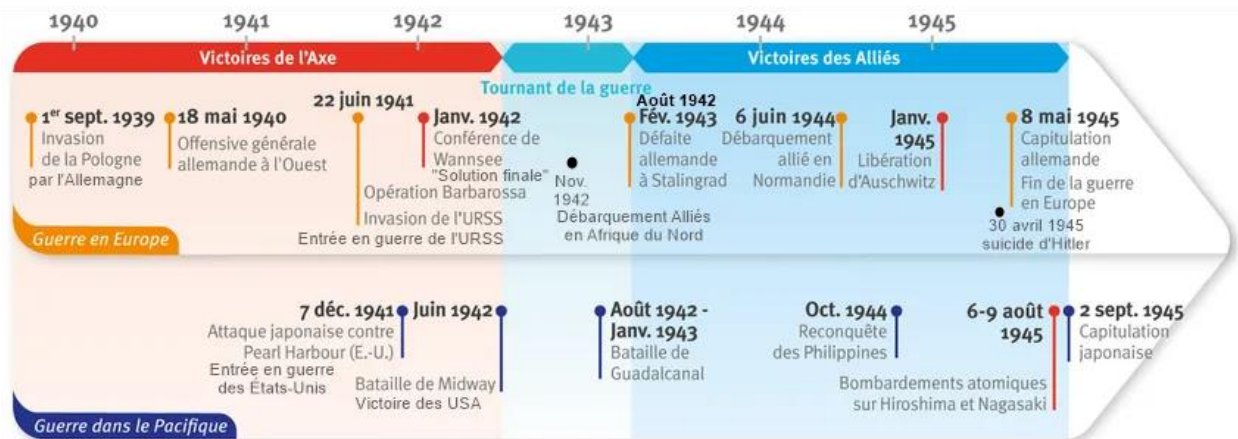 1940 1941 1942 1943 1944 1945
Victoires de l'Axe
Tournant de la guerre
Victoires des Alliés
1er sept. 1939
Invasion
de la Pologne
par l'Allemagne
18 mai 1940
Offensive générale
allemande à l'Ouest
22 juin 1941
Opération Barbarossa
Invasion de l'URSS
Entrée en guerre de l'URSS
Janv. 1942
Conférence de
Wannsee
"Solution finale"
Nov.
1942
Débarquement Alliés
en Afrique du Nord
Août 1942
Fév. 1943
Défaite
allemande
à Stalingrad
6 juin 1944
Débarquement
allié en
Normandie
Janv.
1945
Libération
d'Auschwitz
8 mai 1945
Capitulation
allemande
Fin de la guerre
en Europe
30 avril 1945
suicide d'Hitler
Guerre en Europe
7 déc. 1941
Attaque japonaise contre
Pearl Harbour (E.-U.)
Entrée en guerre
des États-Unis
Juin 1942
Bataille de Midway
Victoire des USA
Août 1942 -
Janv. 1943
Bataille de
Guadalcanal
Oct. 1944
Reconquête
des Philippines
6-9 août
1945
Bombardements atomiques
sur Hiroshima et Nagasaki
2 sept. 1945
Capitulation
japonaise
Guerre dans le Pacifique